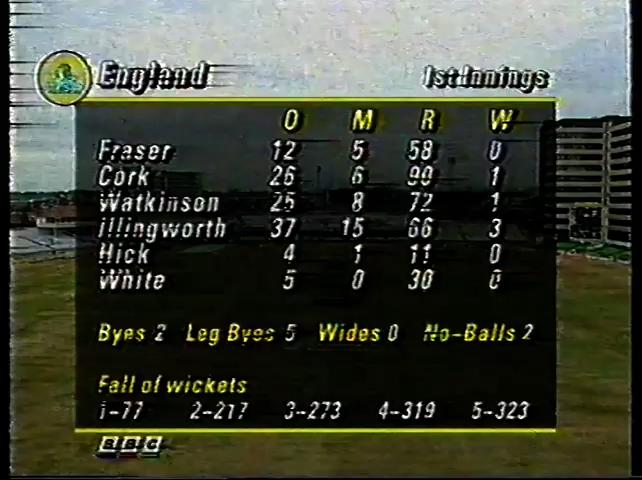 England 1st Innings
O M R W
Fraser 12 5 58 0
Cork 26 6 90 1
Watkinson 25 8 72 1
illingworth 37 15 66 3
Hick 4 1 11 0
White 5 0 30 0
Byes 2 Leg Byes 5 Wides 0 No-Balls 2
Fall of wickets
1-77 2-217 3-273 4-319 5-323
BBC